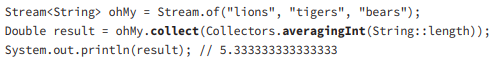 Stream<String> ohMy = Stream.of("lions", "tigers", "bears");
Double result = ohMy.collect(Collectors.averagingInt(String::length));
System.out.println(result); // 5.333333333333333